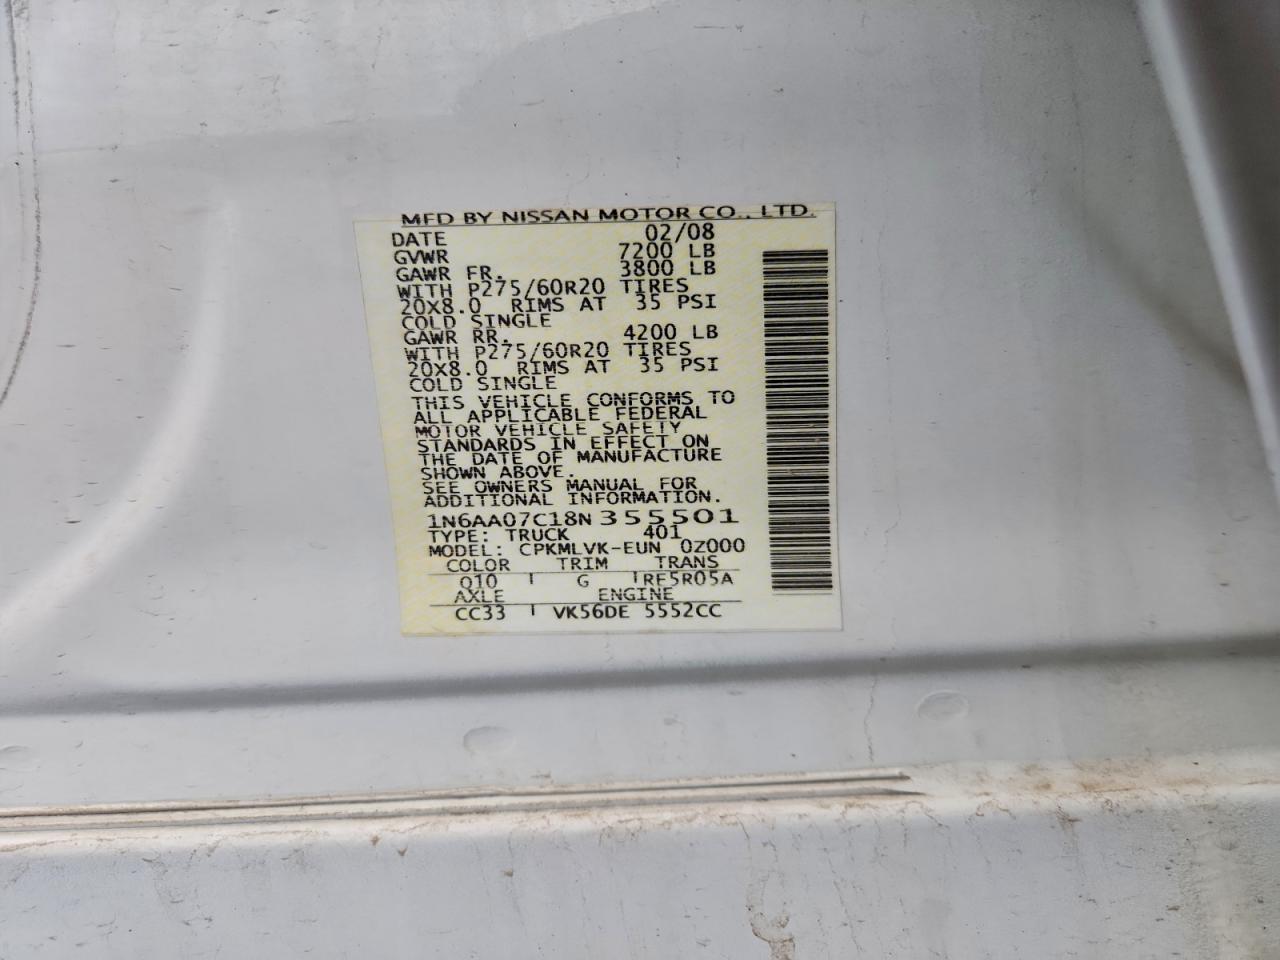 MFD BY NISSAN MOTOR CO., LTD.
DATE 02/08
GVWR 7200 LB
GAWR FR. 3800 LB
WITH P275/60R20 TIRES
20X8.0 RIMS AT 35 PSI
COLD SINGLE
GAWR RR. 4200 LB
WITH P275/60R20 TIRES
20X8.0 RIMS AT 35 PSI
COLD SINGLE
THIS VEHICLE CONFORMS TO
ALL APPLICABLE FEDERAL
MOTOR VEHICLE SAFETY
STANDARDS IN EFFECT ON
THE DATE OF MANUFACTURE
SHOWN ABOVE.
SEE OWNERS MANUAL FOR
ADDITIONAL INFORMATION.
1N6AA07C18N355501
TYPE: TRUCK 401
MODEL: CPKMLVK-EUN 0Z000
COLOR TRIM TRANS
Q10 G RE5R05A
AXLE ENGINE
CC33 VK56DE 5552CC